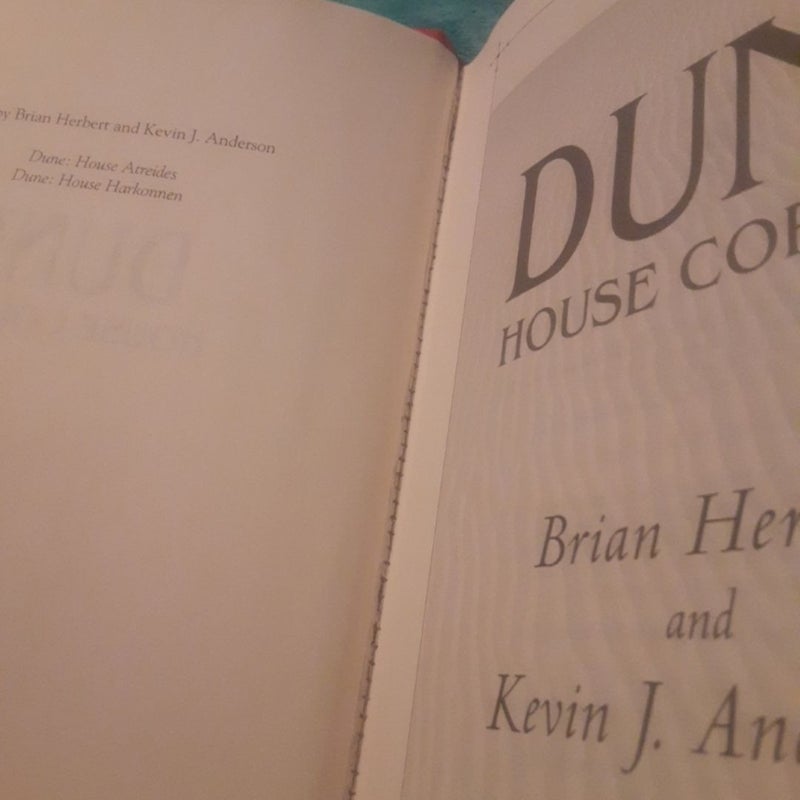 by Brian Herbert and Kevin J. Anderson
Dune: House Atreides
Dune: House Harkonnen
DUN
HOUSE CO
Brian Her
and
Kevin J. An